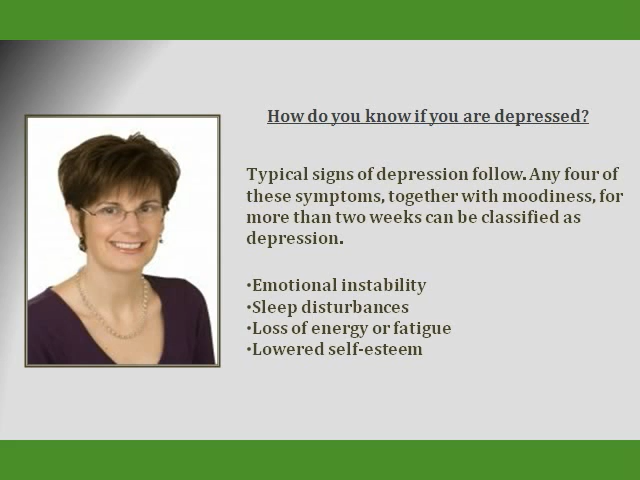 How do you know if you are depressed?
Typical signs of depression follow. Any four of
these symptoms, together with moodiness, for
more than two weeks can be classified as
depression.
•Emotional instability
•Sleep disturbances
•Loss of energy or fatigue
•Lowered self-esteem